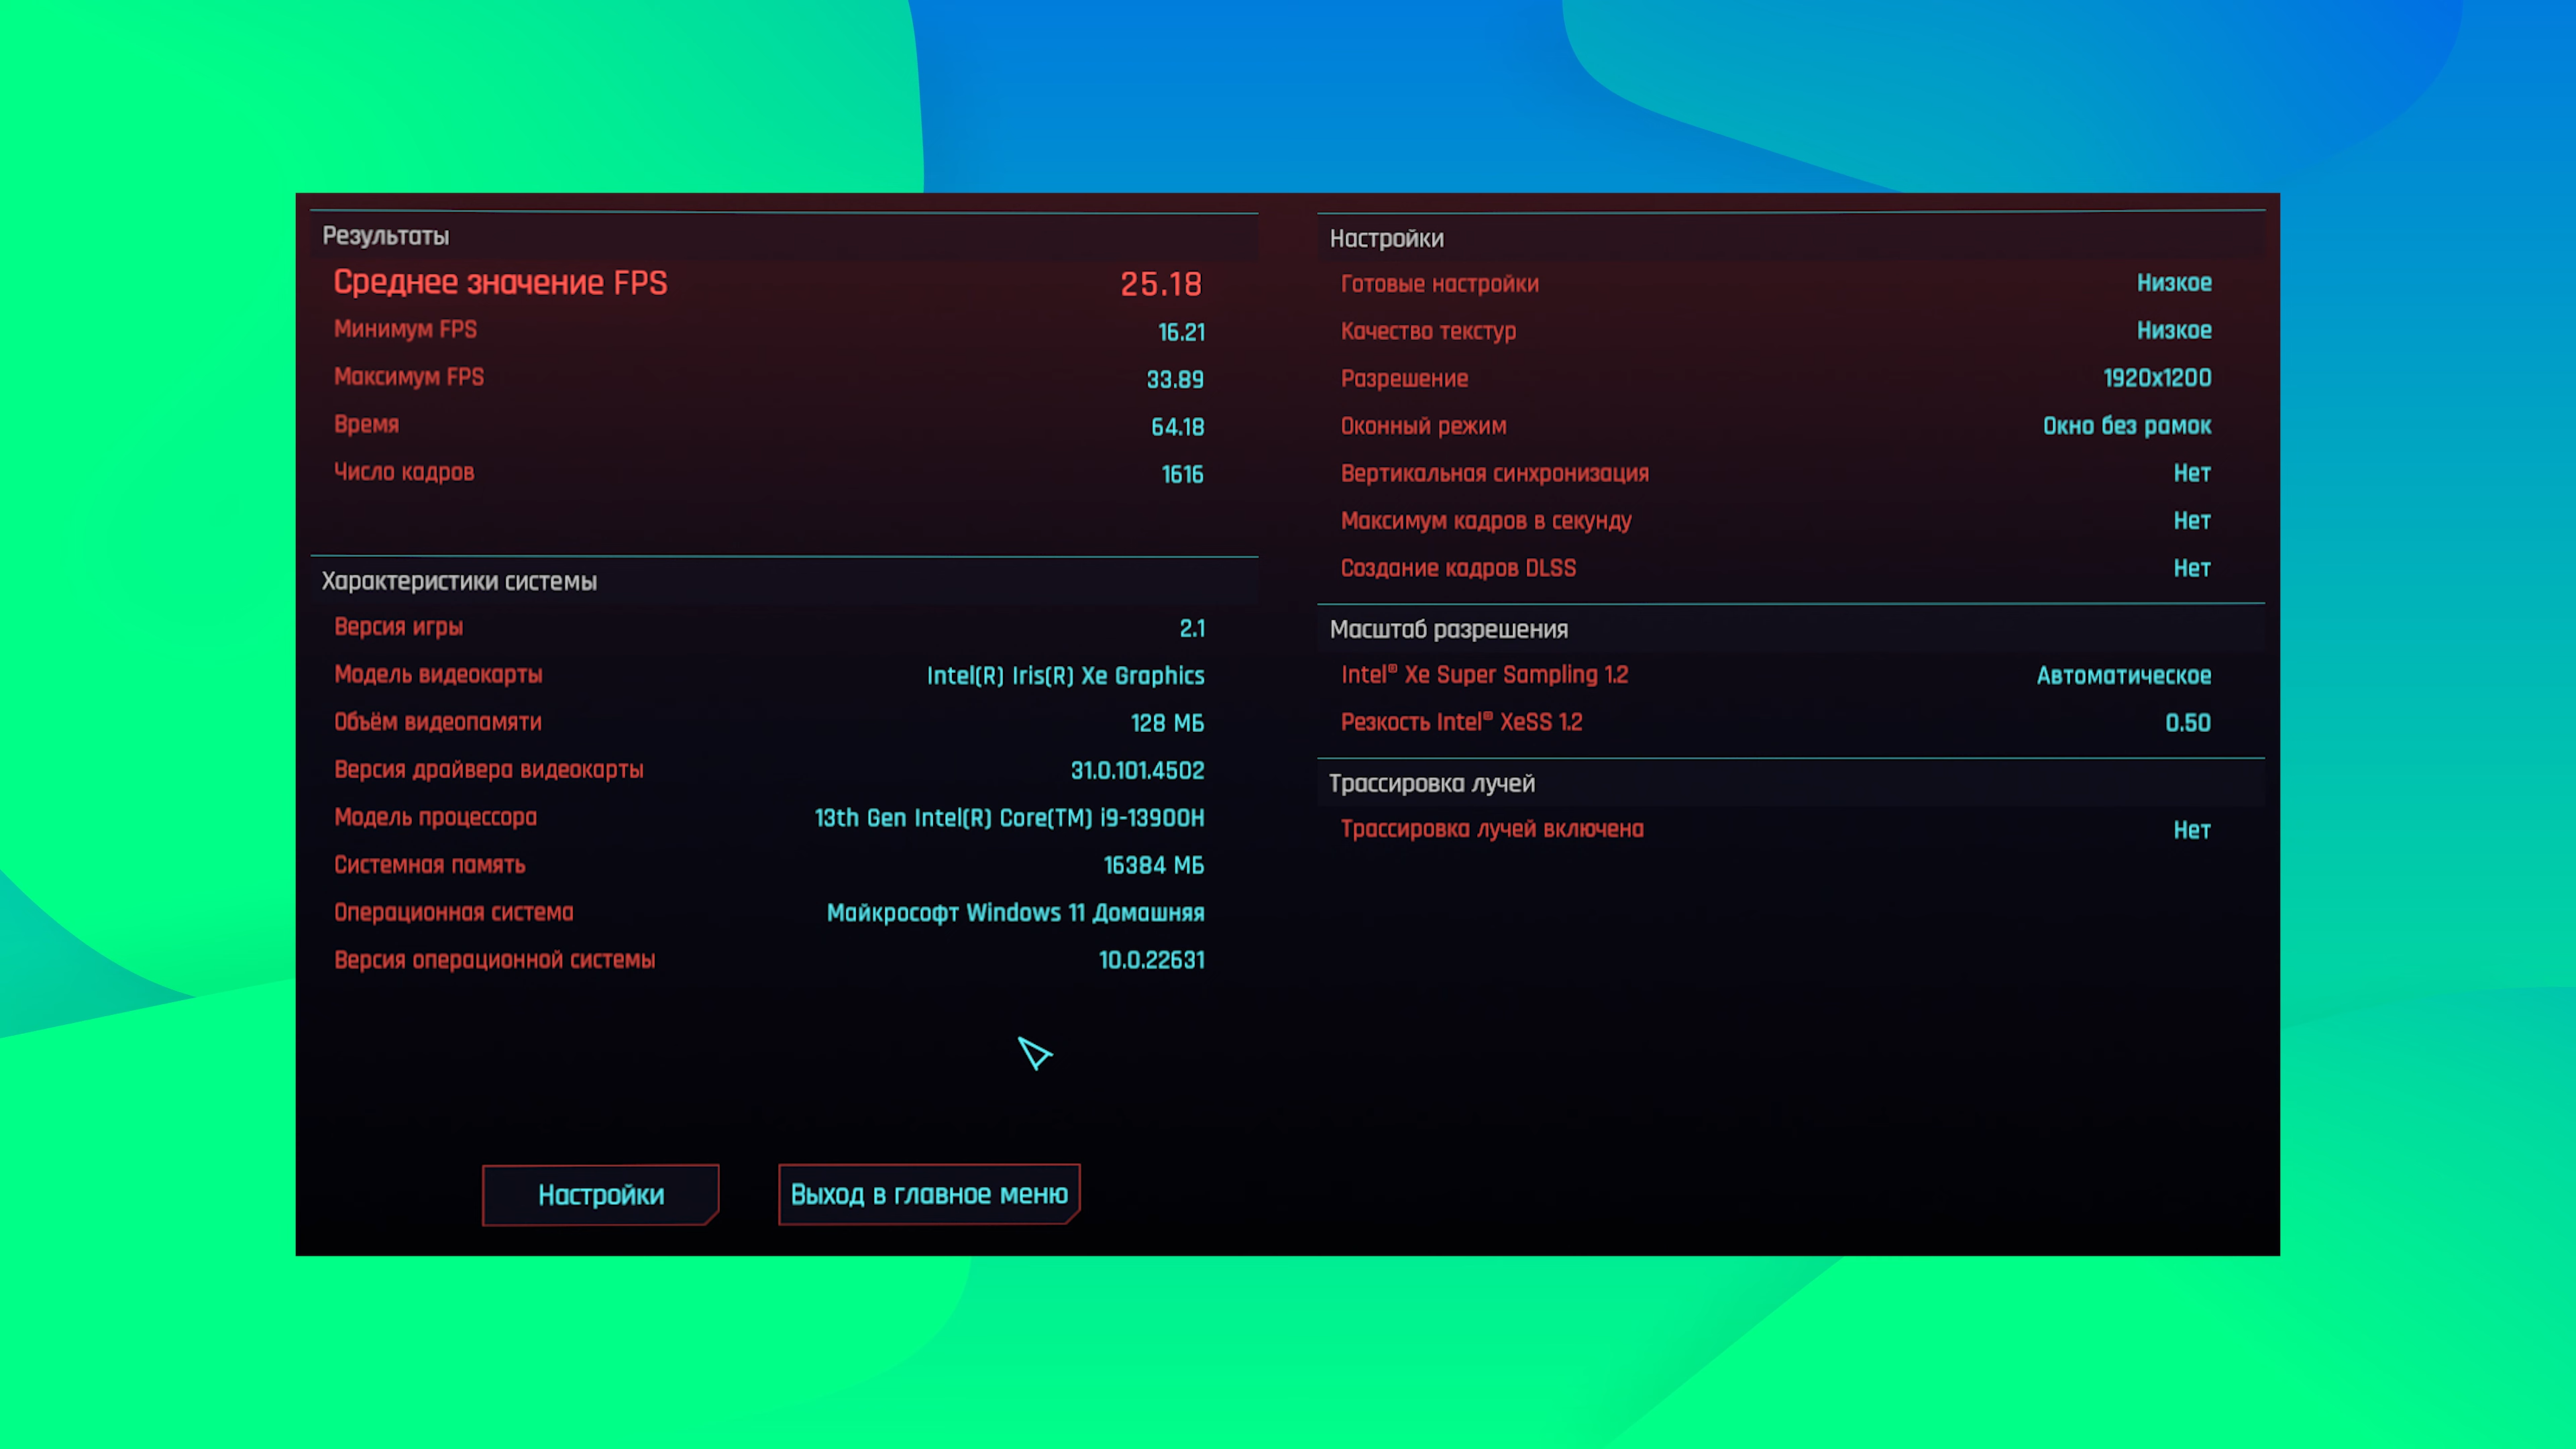 Результаты
Среднее значение FPS 25.18
Минимум FPS 16.21
Максимум FPS 33.89
Время 64.18
Число кадров 1616
Характеристики системы
Версия игры 2.1
Модель видеокарты Intel(R) Iris(R) Xe Graphics
Объём видеопамяти 128 МБ
Версия драйвера видеокарты 31.0.101.4502
Модель процессора 13th Gen Intel(R) Core(TM) i9-13900H
Системная память 16384 МБ
Операционная система Майкрософт Windows 11 Домашняя
Версия операционной системы 10.0.22631
Настройки
Выход в главное меню
Настройки
Готовые настройки Низкое
Качество текстур Низкое
Разрешение 1920x1200
Оконный режим Окно без рамок
Вертикальная синхронизация Нет
Максимум кадров в секунду Нет
Создание кадров DLSS Нет
Масштаб разрешения
Intel® Xe Super Sampling 1.2 Автоматическое
Резкость Intel® XeSS 1.2 0.50
Трассировка лучей
Трассировка лучей включена Нет